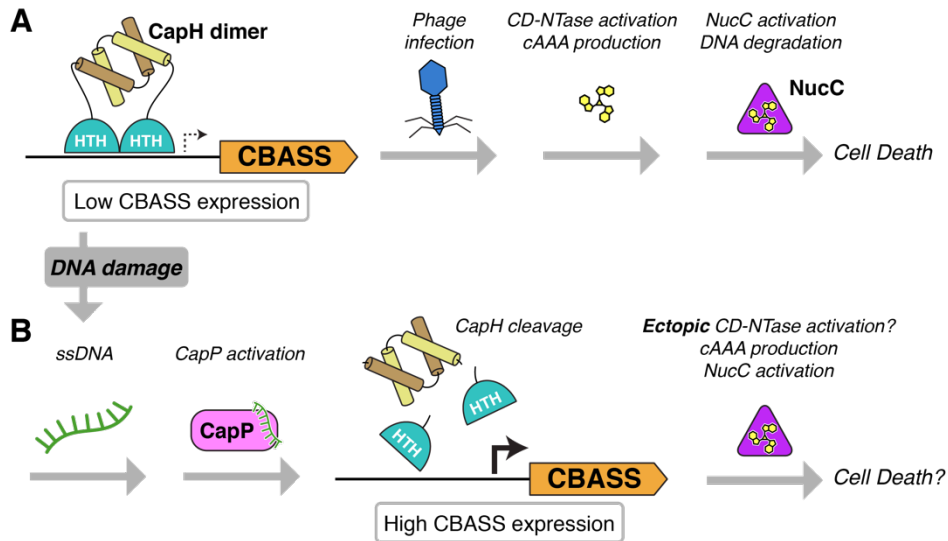 A
CapH dimer
HTH
HTH
CBASS
Low CBASS expression
Phage
infection
CD-NTase activation
cAAA production
NucC activation
DNA degradation
NucC
Cell Death
DNA damage
B
ssDNA
CapP activation
CapP
CapH cleavage
HTH
HTH
CBASS
High CBASS expression
Ectopic CD-NTase activation?
cAAA production
NucC activation
Cell Death?